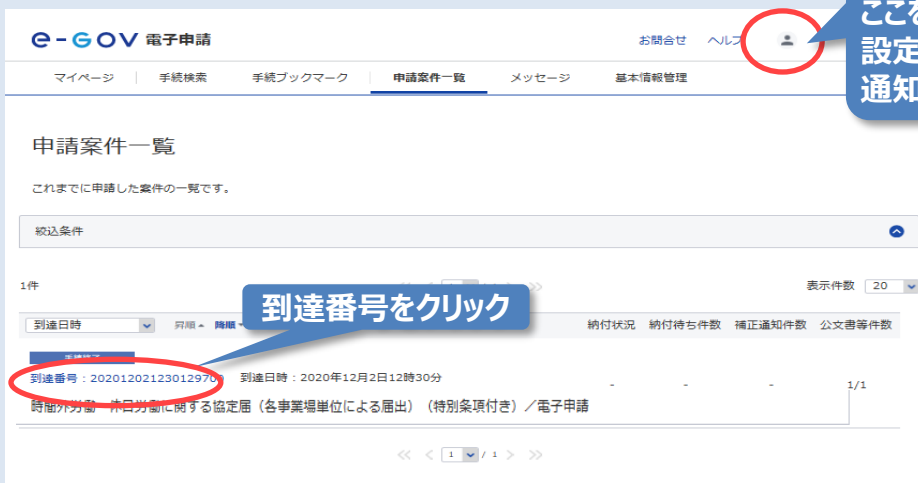 ここを
設定
通知
e-GOV 電子申請 お問合せ ヘルプ
マイページ 手続検索 手続ブックマーク 申請案件一覧 メッセージ 基本情報管理
申請案件一覧
これまでに申請した案件の一覧です。
絞込条件
1件
表示件数 20
到達番号をクリック
到達日時 昇順 降順 納付状況 納付待ち件数 補正通知件数 公文書等件数
手続終了
到達番号：202012021230129700 到達日時：2020年12月2日12時30分
- - - 1/1
時間外労働 休日労働に関する協定届（各事業場単位による届出）（特別条項付き）／電子申請
<< < 1 / 1 > >>